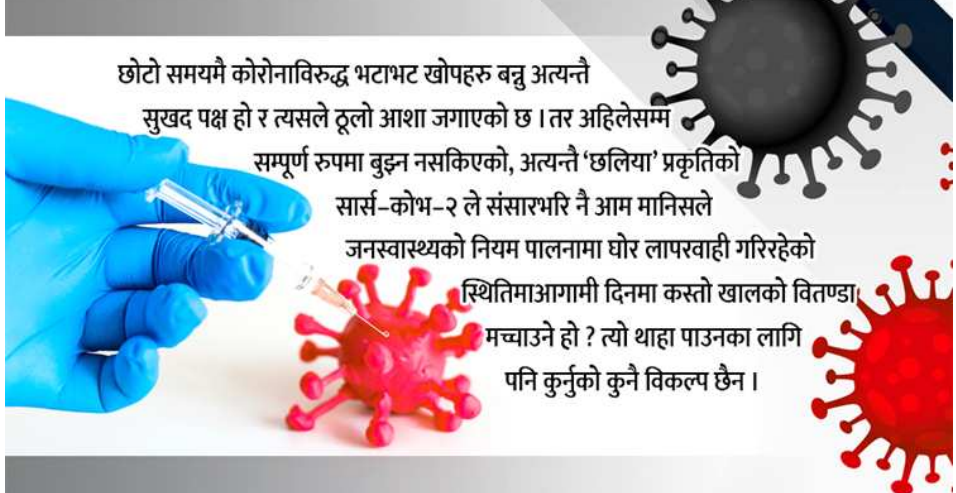 छोटो समयमै कोरोनाविरुद्ध भटाभट खोपहरु बन्नु अत्यन्तै
सुखद पक्ष हो र त्यसले ठूलो आशा जगाएको छ । तर अहिलेसम्म
सम्पूर्ण रुपमा बुझ्न नसकिएको, अत्यन्तै ‘छलिया’ प्रकृतिको
सार्स–कोभ–२ ले संसारभरि नै आम मानिसले
जनस्वास्थ्यको नियम पालनामा घोर लापरवाही गरिरहेको
स्थितिमाआगामी दिनमा कस्तो खालको वितण्डा
मच्चाउने हो ? त्यो थाहा पाउनका लागि
पनि कुर्नुको कुनै विकल्प छैन ।